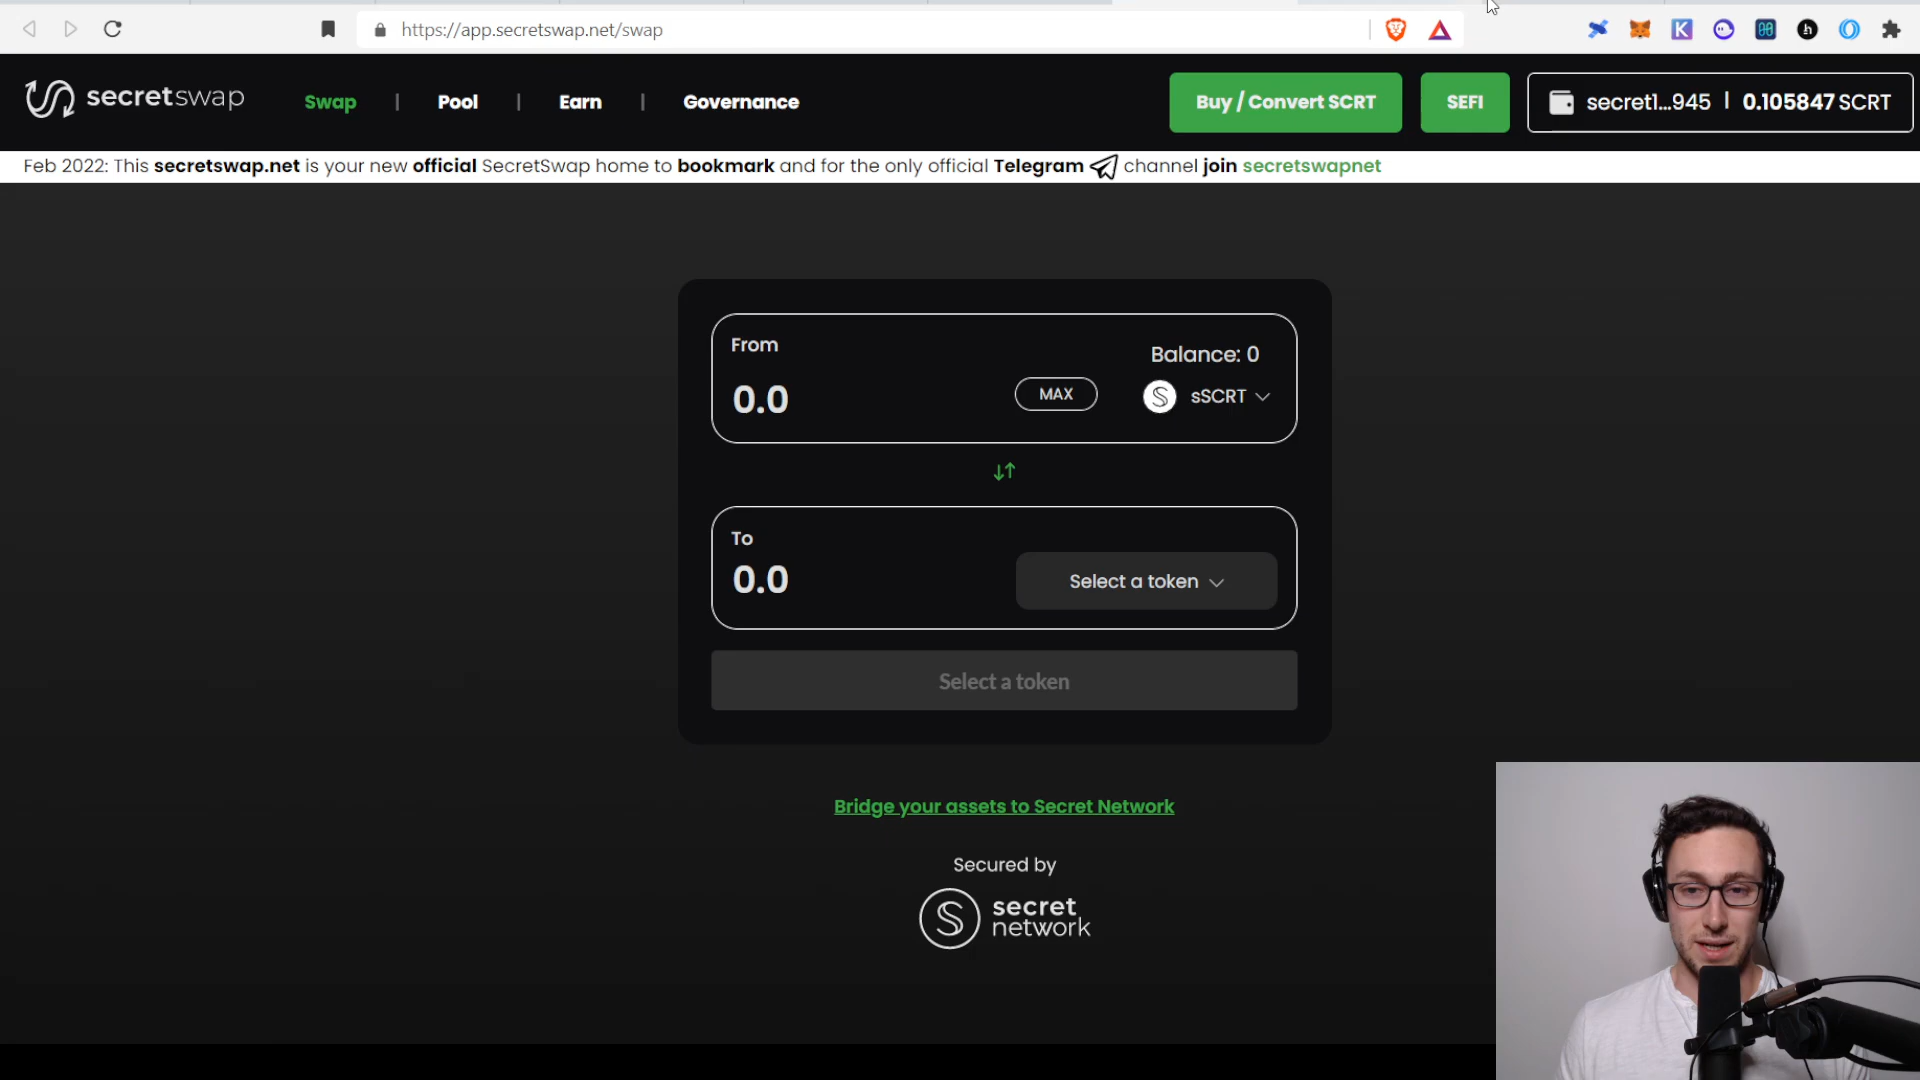 https://app.secretswap.net/swap
secretswap
Swap | Pool | Earn | Governance
Buy / Convert SCRT
SEFI
secret1...945 | 0.105847 SCRT
Feb 2022: This secretswap.net is your new official SecretSwap home to bookmark and for the only official Telegram channel join secretswapnet
From
Balance: 0
0.0
MAX
sSCRT
To
0.0
Select a token
Select a token
Bridge your assets to Secret Network
Secured by
secret
network